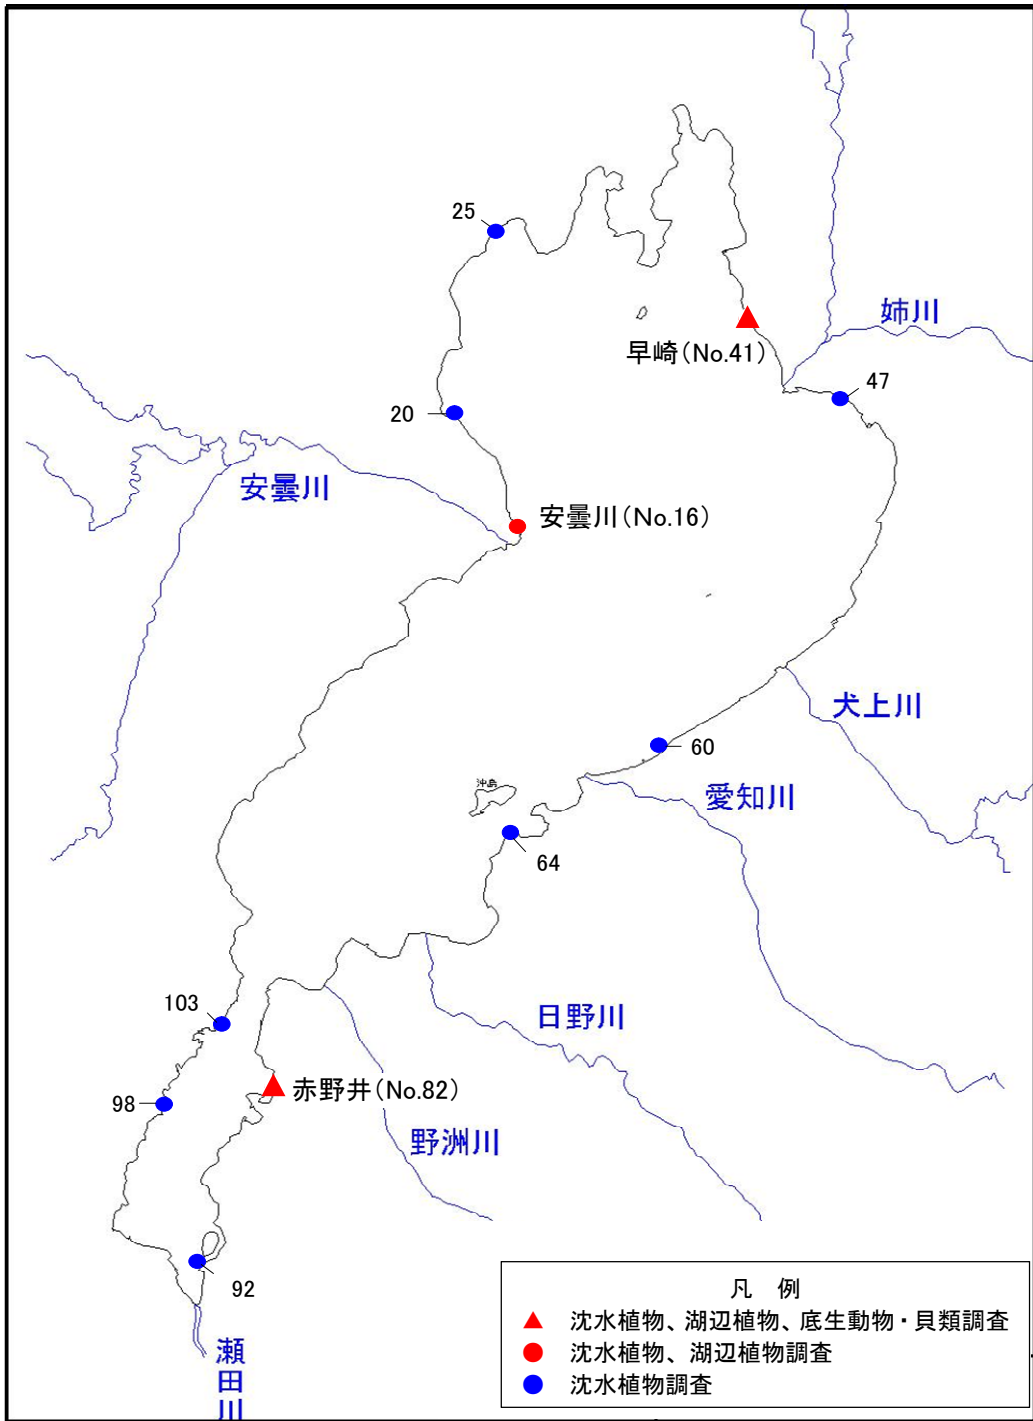 25
姉川
早崎(No.41)
47
20
安曇川
安曇川(No.16)
犬上川
60
沖島
愛知川
64
103
日野川
赤野井(No.82)
98
野洲川
92
瀬田川
凡 例
沈水植物、湖辺植物、底生動物・貝類調査
沈水植物、湖辺植物調査
沈水植物調査